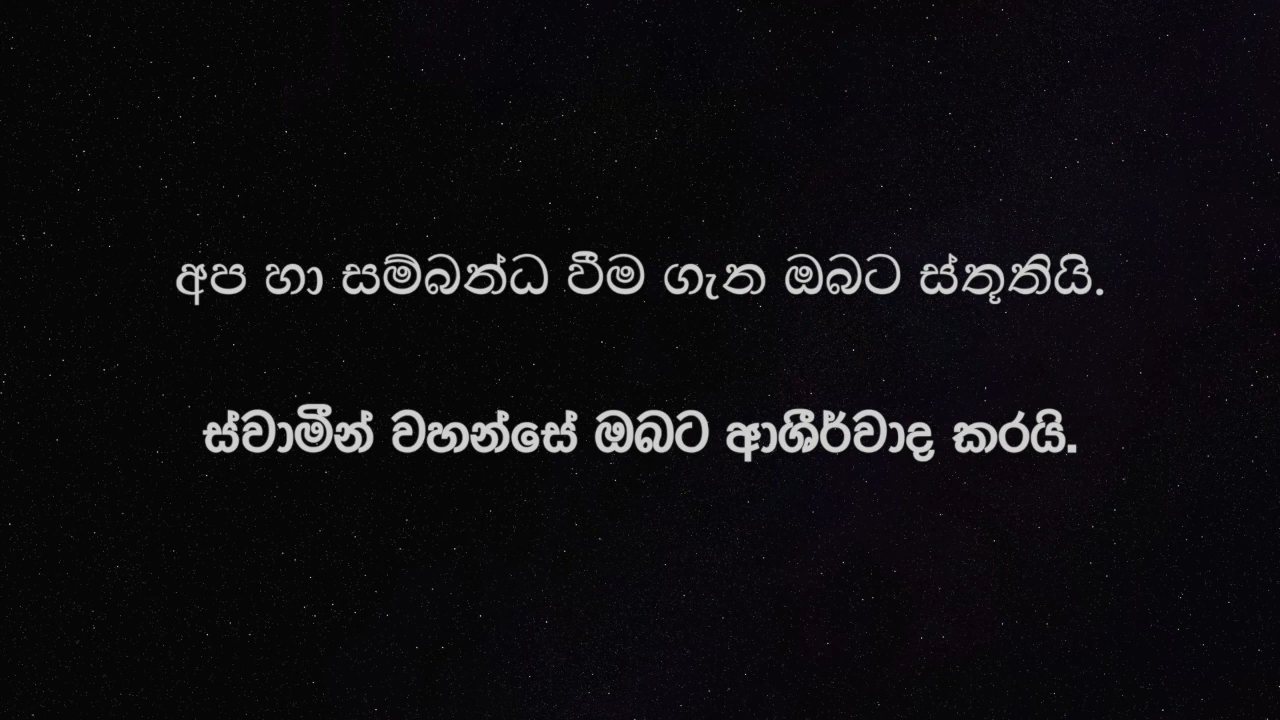 අප හා සම්බන්ධ වීම ගැන ඔබට ස්තූතියි.
ස්වාමීන් වහන්සේ ඔබට ආශීර්වාද කරයි.